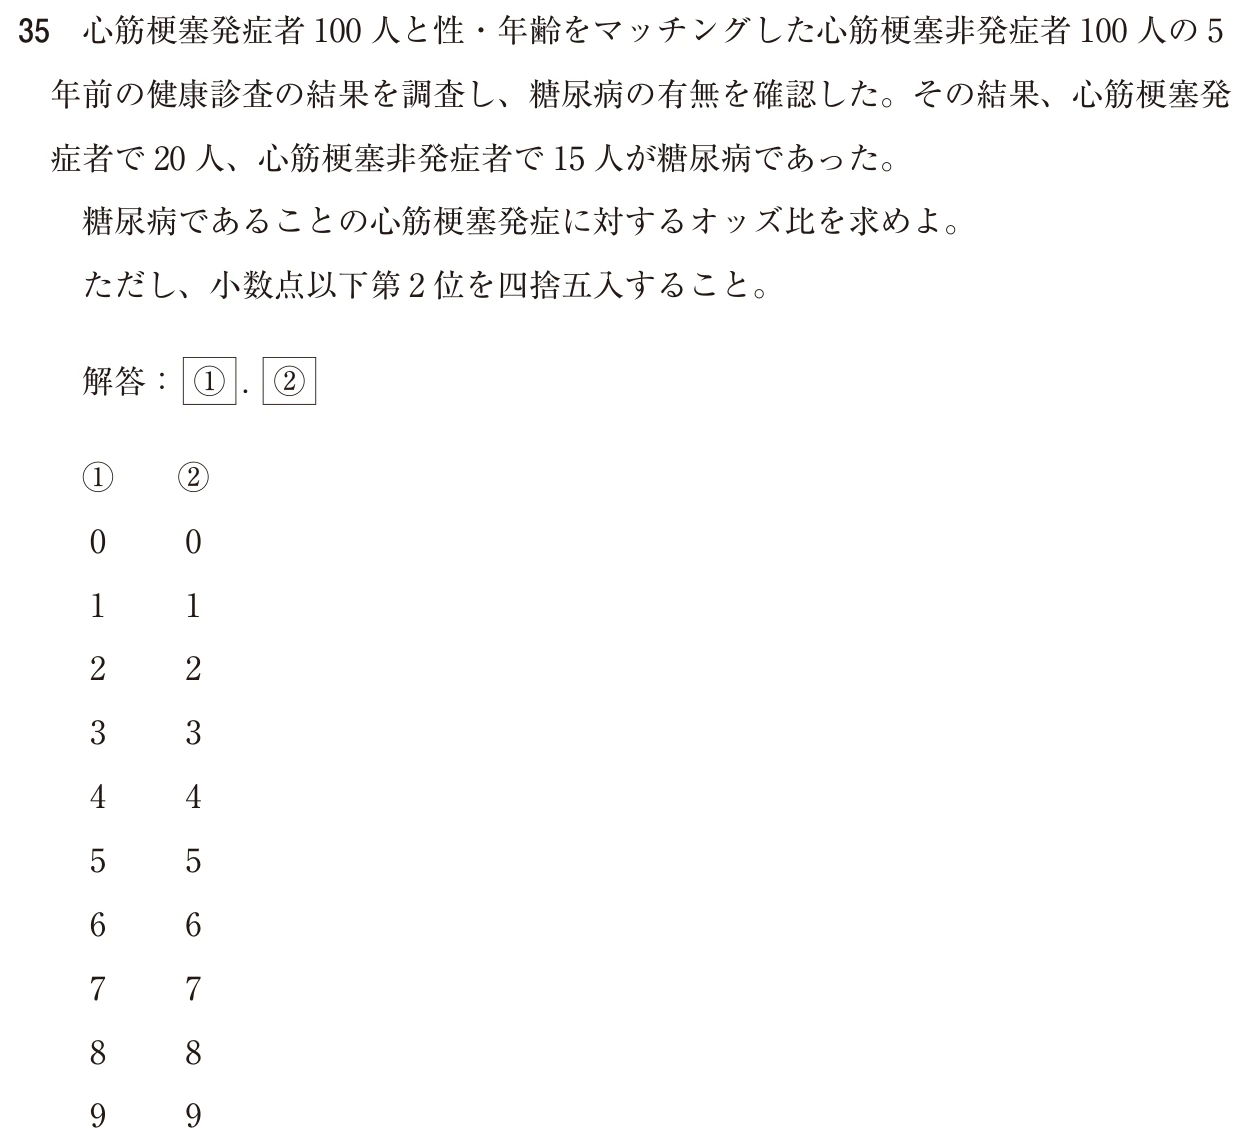 35 心筋梗塞発症者 100 人と性・年齢をマッチングした心筋梗塞非発症者 100 人の 5
年前の健康診査の結果を調査し、糖尿病の有無を確認した。その結果、心筋梗塞発
症者で 20 人、心筋梗塞非発症者で 15 人が糖尿病であった。
糖尿病であることの心筋梗塞発症に対するオッズ比を求めよ。
ただし、小数点以下第 2 位を四捨五入すること。
解答：①.②
① ②
0 0
1 1
2 2
3 3
4 4
5 5
6 6
7 7
8 8
9 9